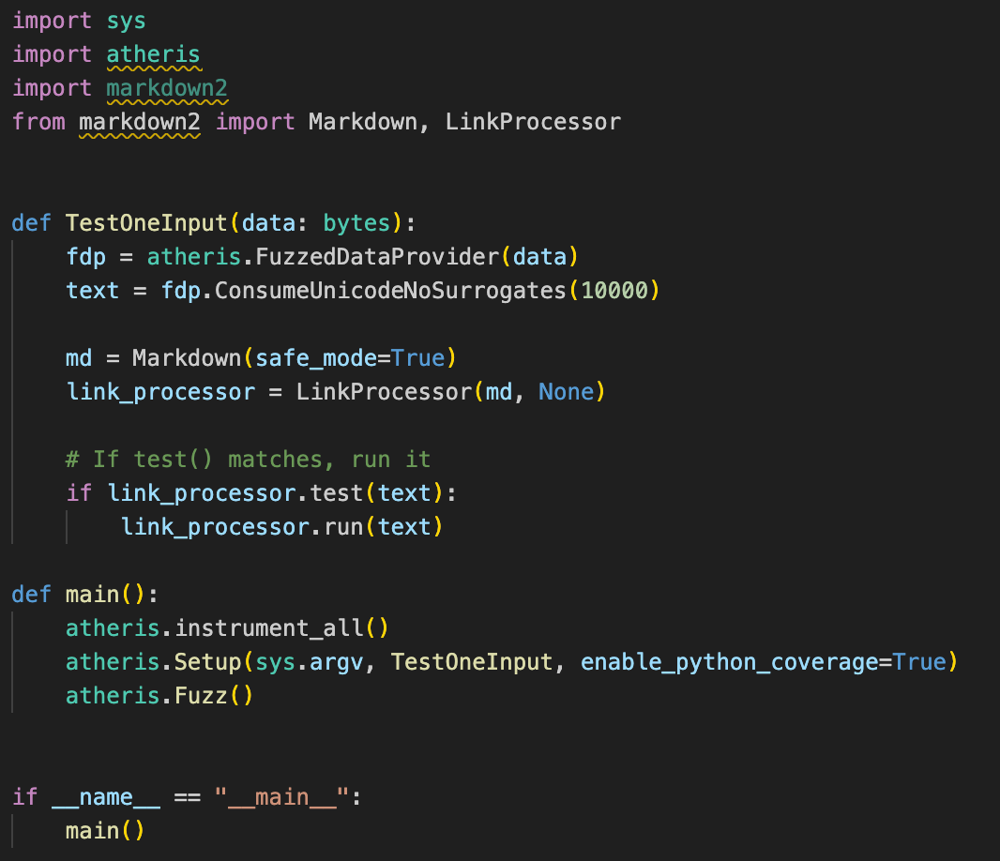 import sys
import atheris
import markdown2
from markdown2 import Markdown, LinkProcessor
def TestOneInput(data: bytes):
    fdp = atheris.FuzzedDataProvider(data)
    text = fdp.ConsumeUnicodeNoSurrogates(10000)
    md = Markdown(safe_mode=True)
    link_processor = LinkProcessor(md, None)
    # If test() matches, run it
    if link_processor.test(text):
        link_processor.run(text)
def main():
    atheris.instrument_all()
    atheris.Setup(sys.argv, TestOneInput, enable_python_coverage=True)
    atheris.Fuzz()
if __name__ == "__main__":
    main()